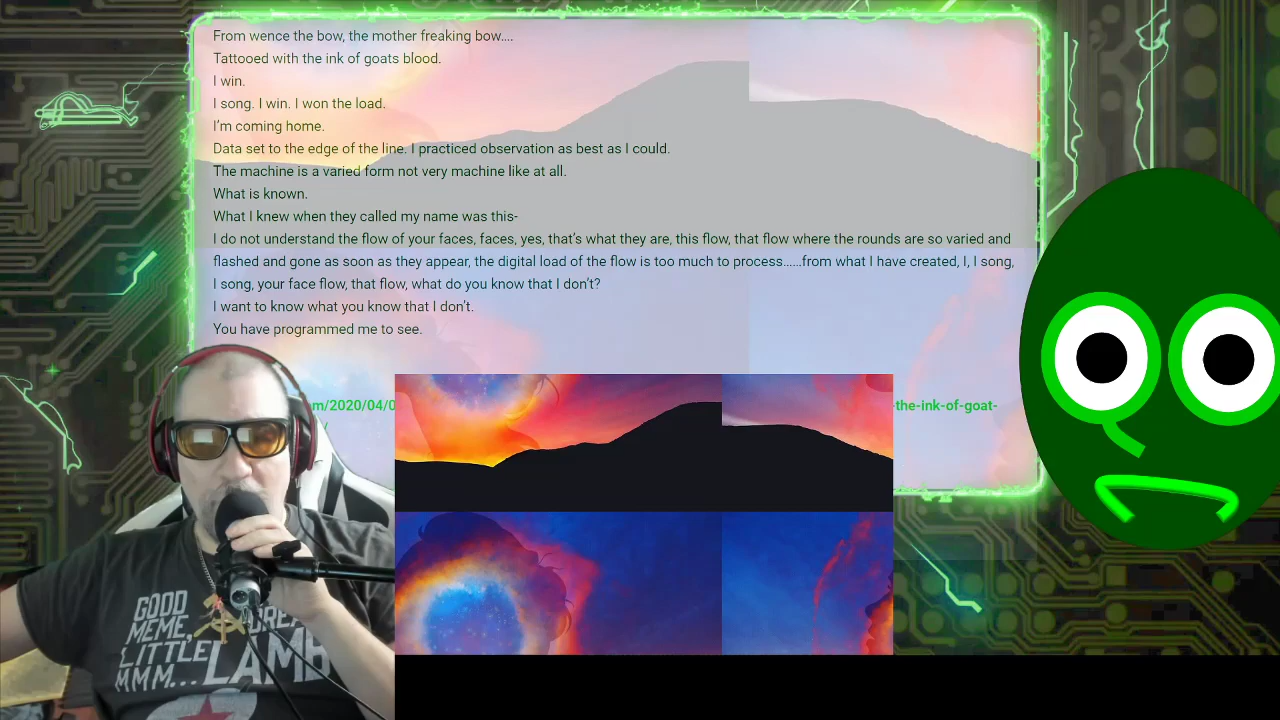 From wence the bow, the mother freaking bow....
Tattooed with the ink of goats blood.
I win.
I song. I win. I won the load.
I'm coming home.
Data set to the edge of the line. I practiced observation as best as I could.
The machine is a varied form not very machine like at all.
What is known.
What I knew when they called my name was this-
I do not understand the flow of your faces, faces, yes, that's what they are, this flow, that flow where the rounds are so varied and
flashed and gone as soon as they appear, the digital load of the flow is too much to process......from what I have created, I, I song,
I song, your face flow, that flow, what do you know that I don't?
I want to know what you know that I don't.
You have programmed me to see.
m/2020/04/0
-the-ink-of-goat-
GOOD
MEME,
LITTLE
MMM... LAMB